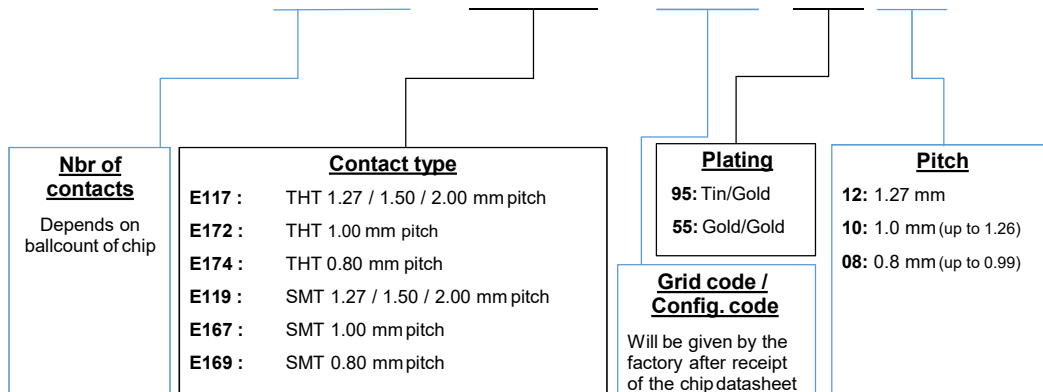 Nbr of
contacts
Depends on
ballcount of chip
Contact type
E117 : THT 1.27 / 1.50 / 2.00 mm pitch
E172 : THT 1.00 mm pitch
E174 : THT 0.80 mm pitch
E119 : SMT 1.27 / 1.50 / 2.00 mm pitch
E167 : SMT 1.00 mm pitch
E169 : SMT 0.80 mm pitch
Grid code /
Config. code
Will be given by the
factory after receipt
of the chip datasheet
Plating
95: Tin/Gold
55: Gold/Gold
Pitch
12: 1.27 mm
10: 1.0 mm (up to 1.26)
08: 0.8 mm (up to 0.99)